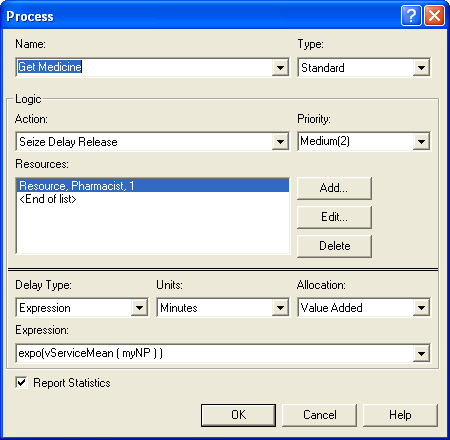 Process
Name:
Type:
Get Medicine
Standard
Logic
Action:
Priority:
Seize Delay Release
Medium(2)
Resources:
Resource, Pharmacist, 1
<End of list>
Add...
Edit...
Delete
Delay Type:
Units:
Allocation:
Expression
Minutes
Value Added
Expression:
expo(vServiceMean ( myNP ) )
Report Statistics
OK
Cancel
Help